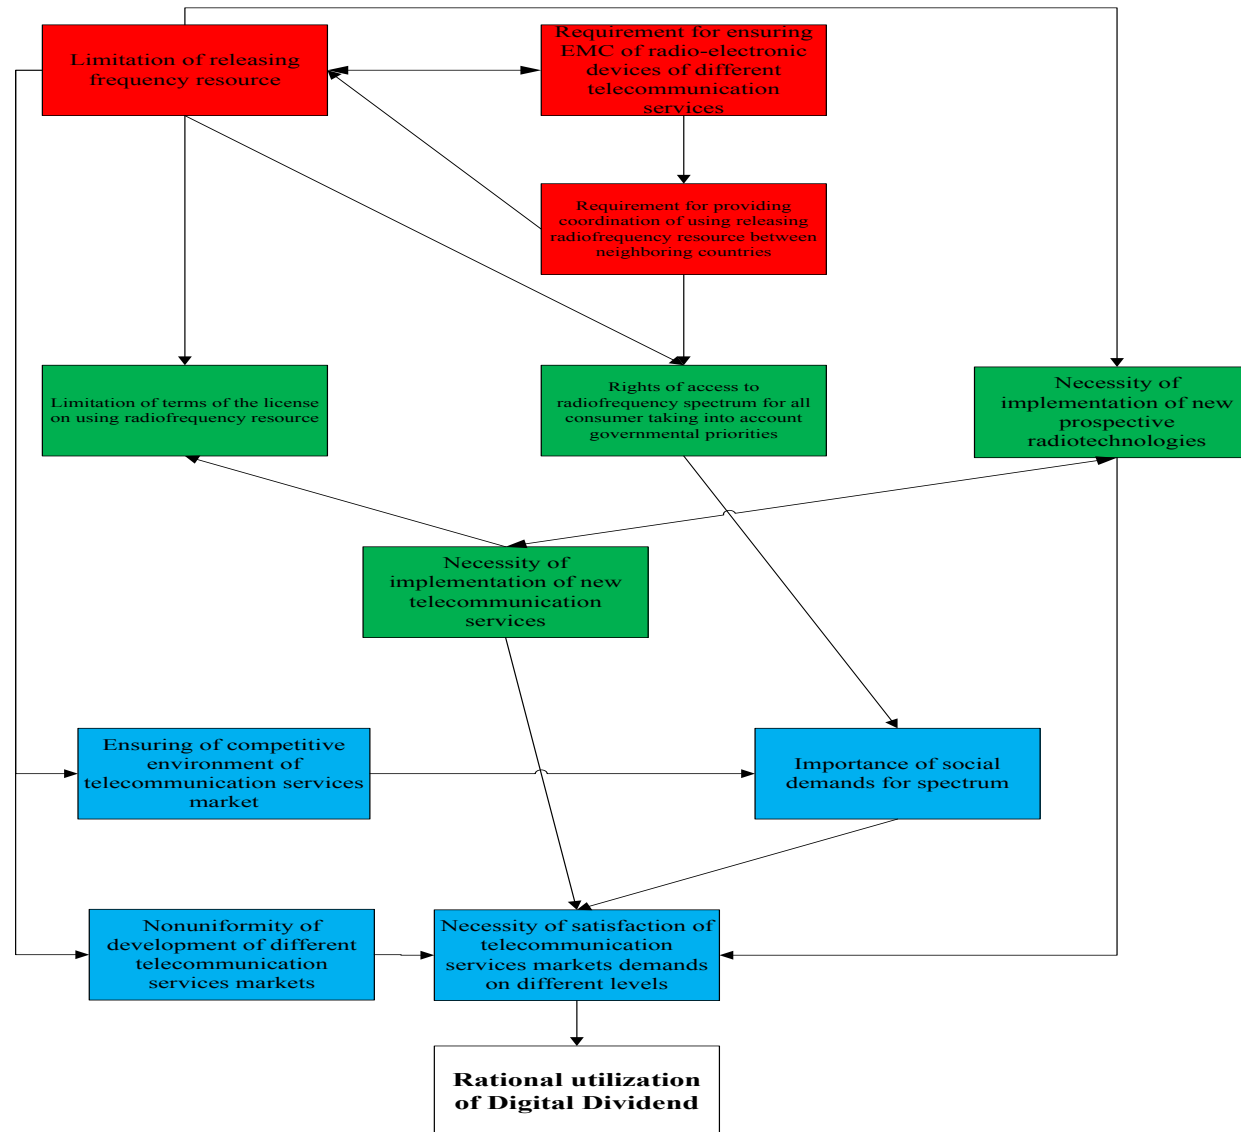 Limitation of releasing
frequency resource
Requirement for ensuring
EMC of radio-electronic
devices of different
telecommunication
services
Requirement for providing
coordination of using releasing
radiofrequency resource between
neighboring countries
Limitation of terms of the license
on using radiofrequency resource
Rights of access to
radiofrequency spectrum for all
consumer taking into account
governmental priorities
Necessity of
implementation of new
prospective
radiotechnologies
Necessity of
implementation of new
telecommunication
services
Ensuring of competitive
environment of
telecommunication services
market
Importance of social
demands for spectrum
Nonuniformity of
development of different
telecommunication
services markets
Necessity of satisfaction of
telecommunication
services markets demands
on different levels
Rational utilization
of Digital Dividend